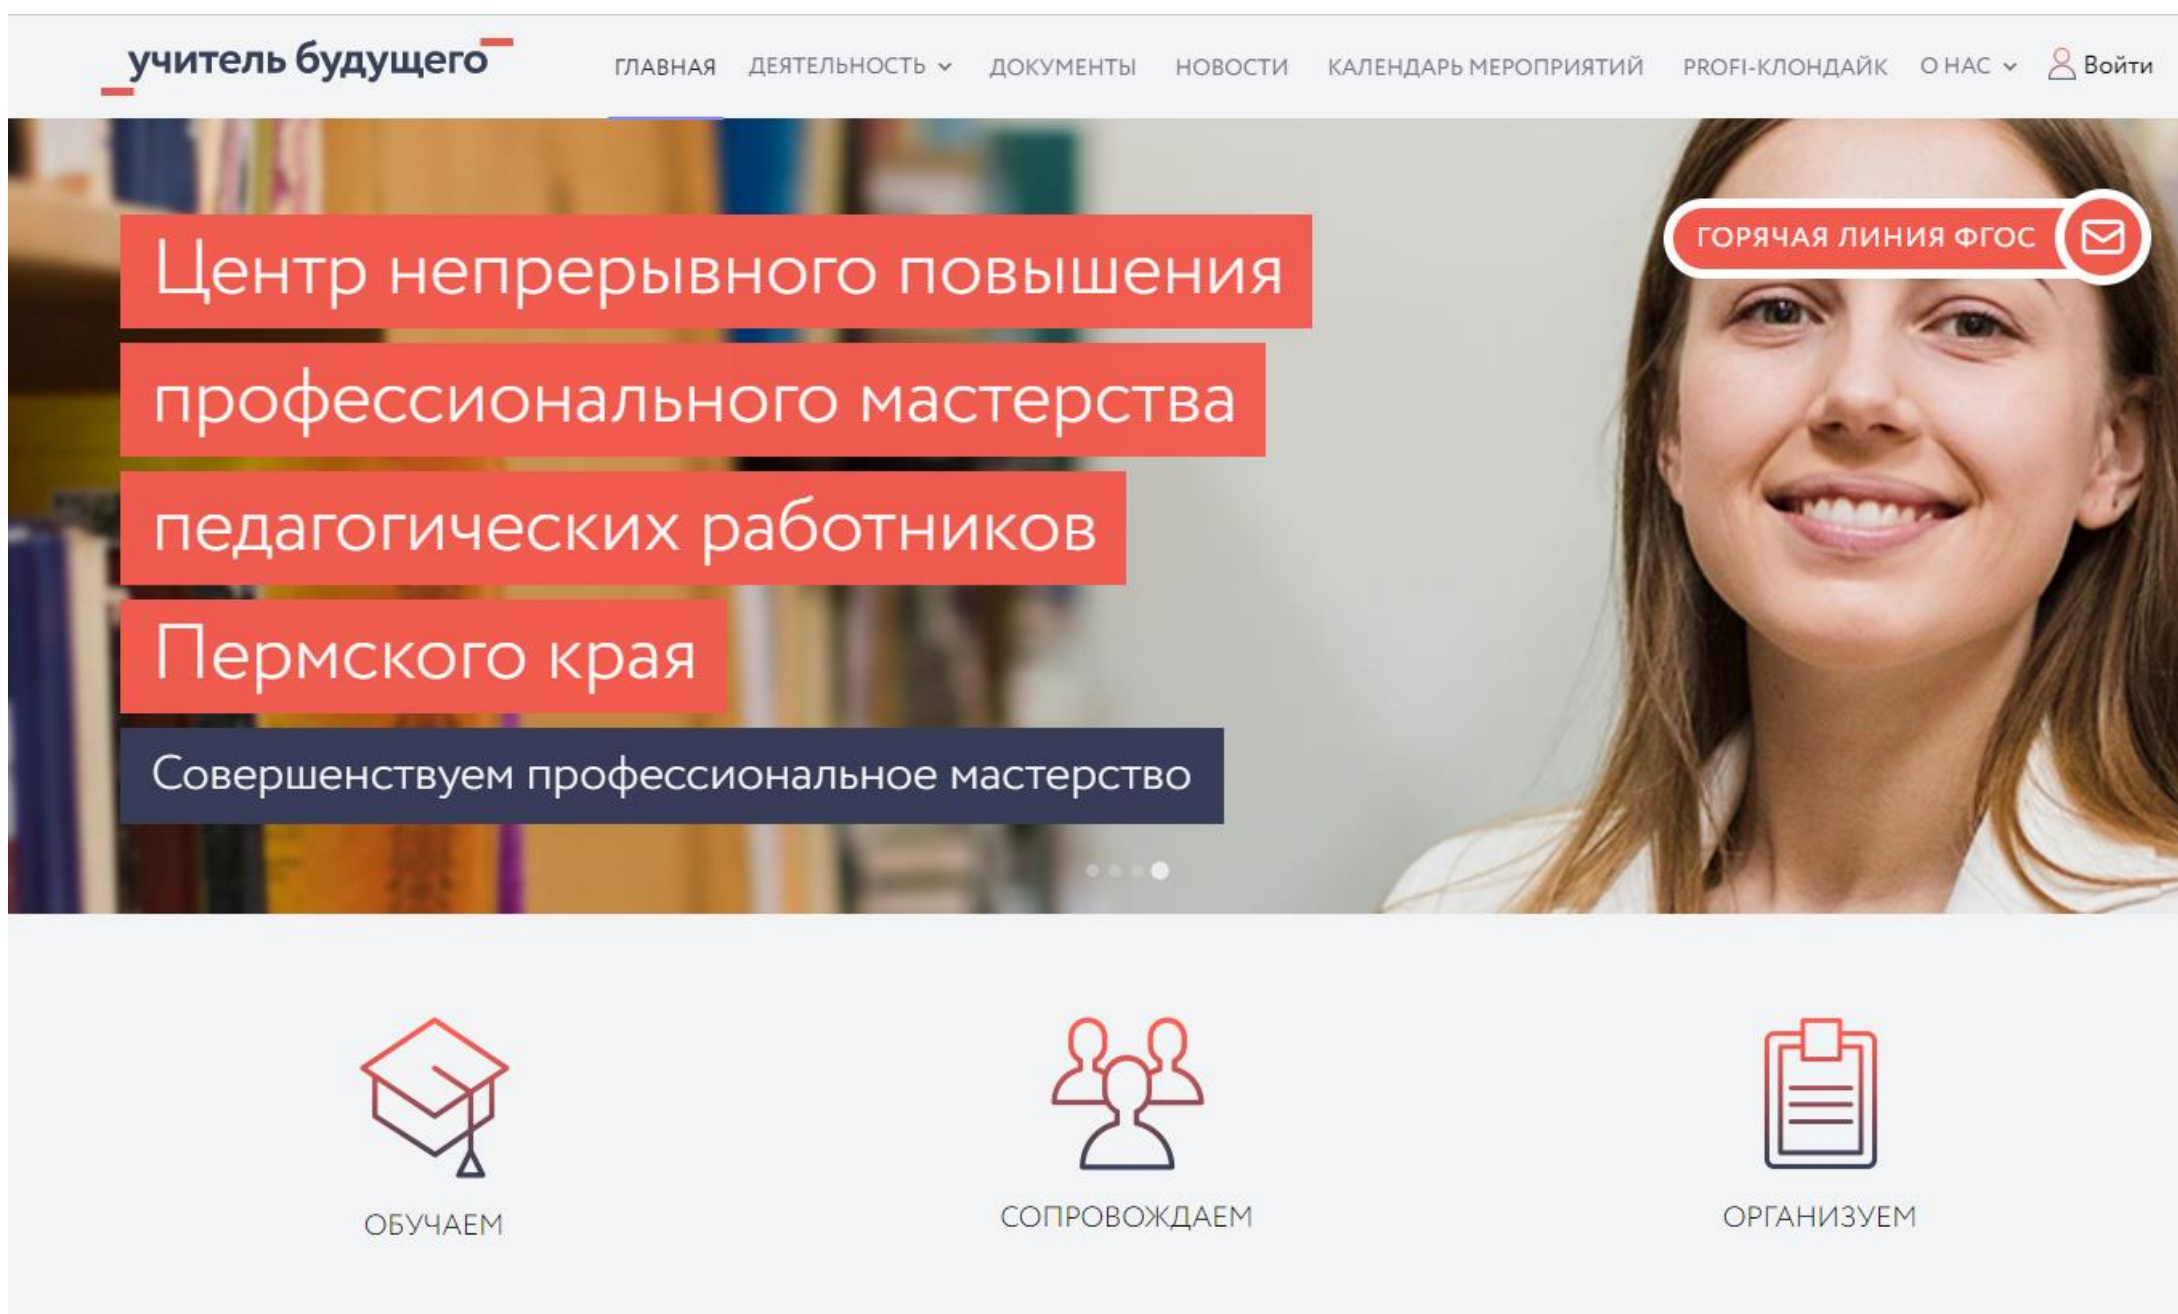 учитель будущего
ГЛАВНАЯ ДЕЯТЕЛЬНОСТЬ ДОКУМЕНТЫ НОВОСТИ КАЛЕНДАРЬ МЕРОПРИЯТИЙ PROFI-КЛОНДАЙК О НАС Войти
ГОРЯЧАЯ ЛИНИЯ ФГОС
Центр непрерывного повышения
профессионального мастерства
педагогических работников
Пермского края
Совершенствуем профессиональное мастерство
ОБУЧАЕМ
СОПРОВОЖДАЕМ
ОРГАНИЗУЕМ